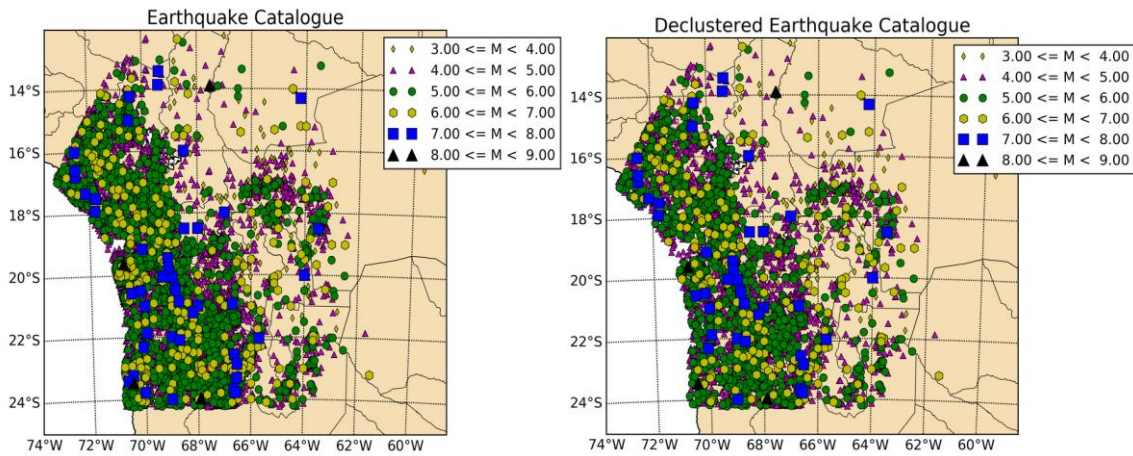 Earthquake Catalogue
3.00 <= M < 4.00
4.00 <= M < 5.00
5.00 <= M < 6.00
6.00 <= M < 7.00
7.00 <= M < 8.00
8.00 <= M < 9.00
14°S
16°S
18°S
20°S
22°S
24°S
74°W 72°W 70°W 68°W 66°W 64°W 62°W 60°W
Declustered Earthquake Catalogue
3.00 <= M < 4.00
4.00 <= M < 5.00
5.00 <= M < 6.00
6.00 <= M < 7.00
7.00 <= M < 8.00
8.00 <= M < 9.00
14°S
16°S
18°S
20°S
22°S
24°S
74°W 72°W 70°W 68°W 66°W 64°W 62°W 60°W